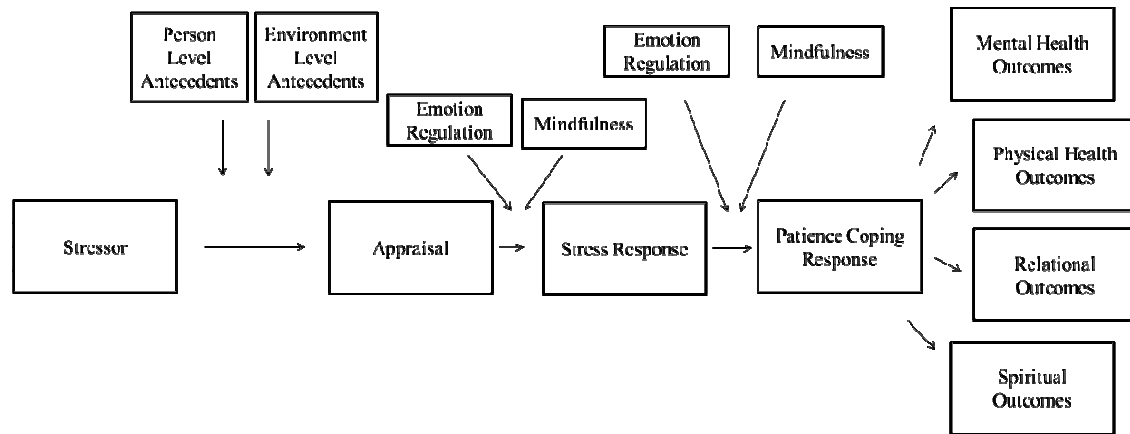 Person
Level
Antecedents
Environment
Level
Antecedents
Emotion
Regulation
Mindfulness
Emotion
Regulation
Mindfulness
Mental Health
Outcomes
Physical Health
Outcomes
Stressor
Appraisal
Stress Response
Patience Coping
Response
Relational
Outcomes
Spiritual
Outcomes